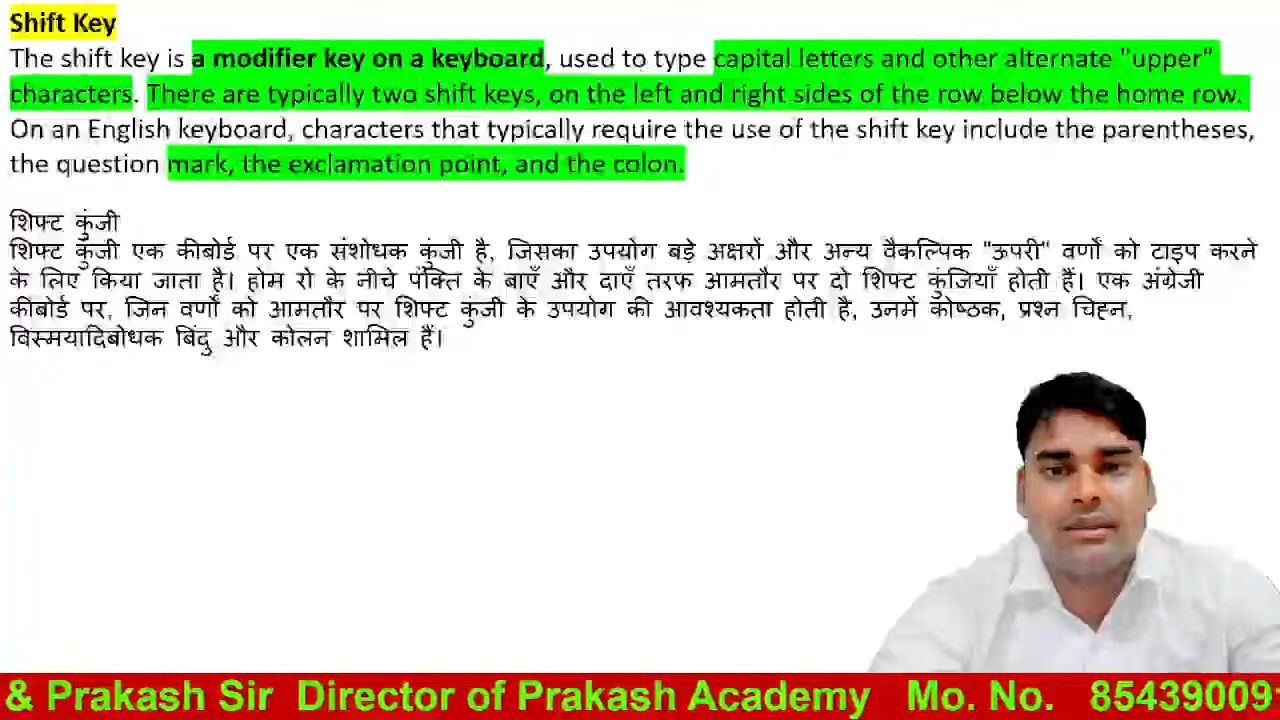 Shift Key
The shift key is a modifier key on a keyboard, used to type capital letters and other alternate "upper"
characters. There are typically two shift keys, on the left and right sides of the row below the home row.
On an English keyboard, characters that typically require the use of the shift key include the parentheses,
the question mark, the exclamation point, and the colon.
शिफ्ट कुंजी
शिफ्ट कुंजी एक कीबोर्ड पर एक संशोधक कुंजी है, जिसका उपयोग बड़े अक्षरों और अन्य वैकल्पिक "ऊपरी" वर्णों को टाइप करने
के लिए किया जाता है। होम रो के नीचे पंक्ति के बाएँ और दाएँ तरफ आमतौर पर दो शिफ्ट कुंजियाँ होती हैं। एक अंग्रेजी
कीबोर्ड पर, जिन वर्णों को आमतौर पर शिफ्ट कुंजी के उपयोग की आवश्यकता होती है, उनमें कोष्ठक, प्रश्न चिह्न,
विस्मयादिबोधक बिंदु और कोलन शामिल हैं।
& Prakash Sir Director of Prakash Academy Mo. No. 85439009